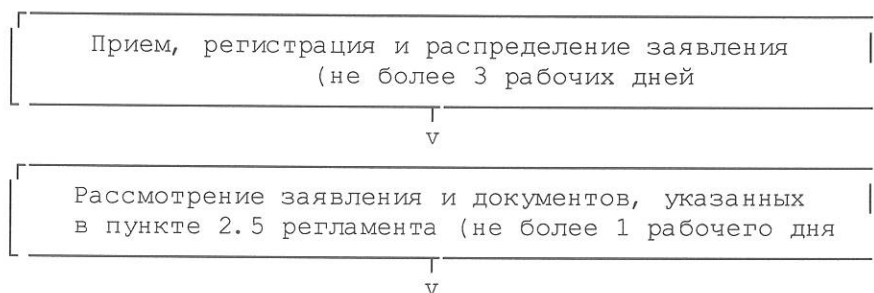 Прием, регистрация и распределение заявления
(не более 3 рабочих дней
v
Рассмотрение заявления и документов, указанных
в пункте 2.5 регламента (не более 1 рабочего дня
v